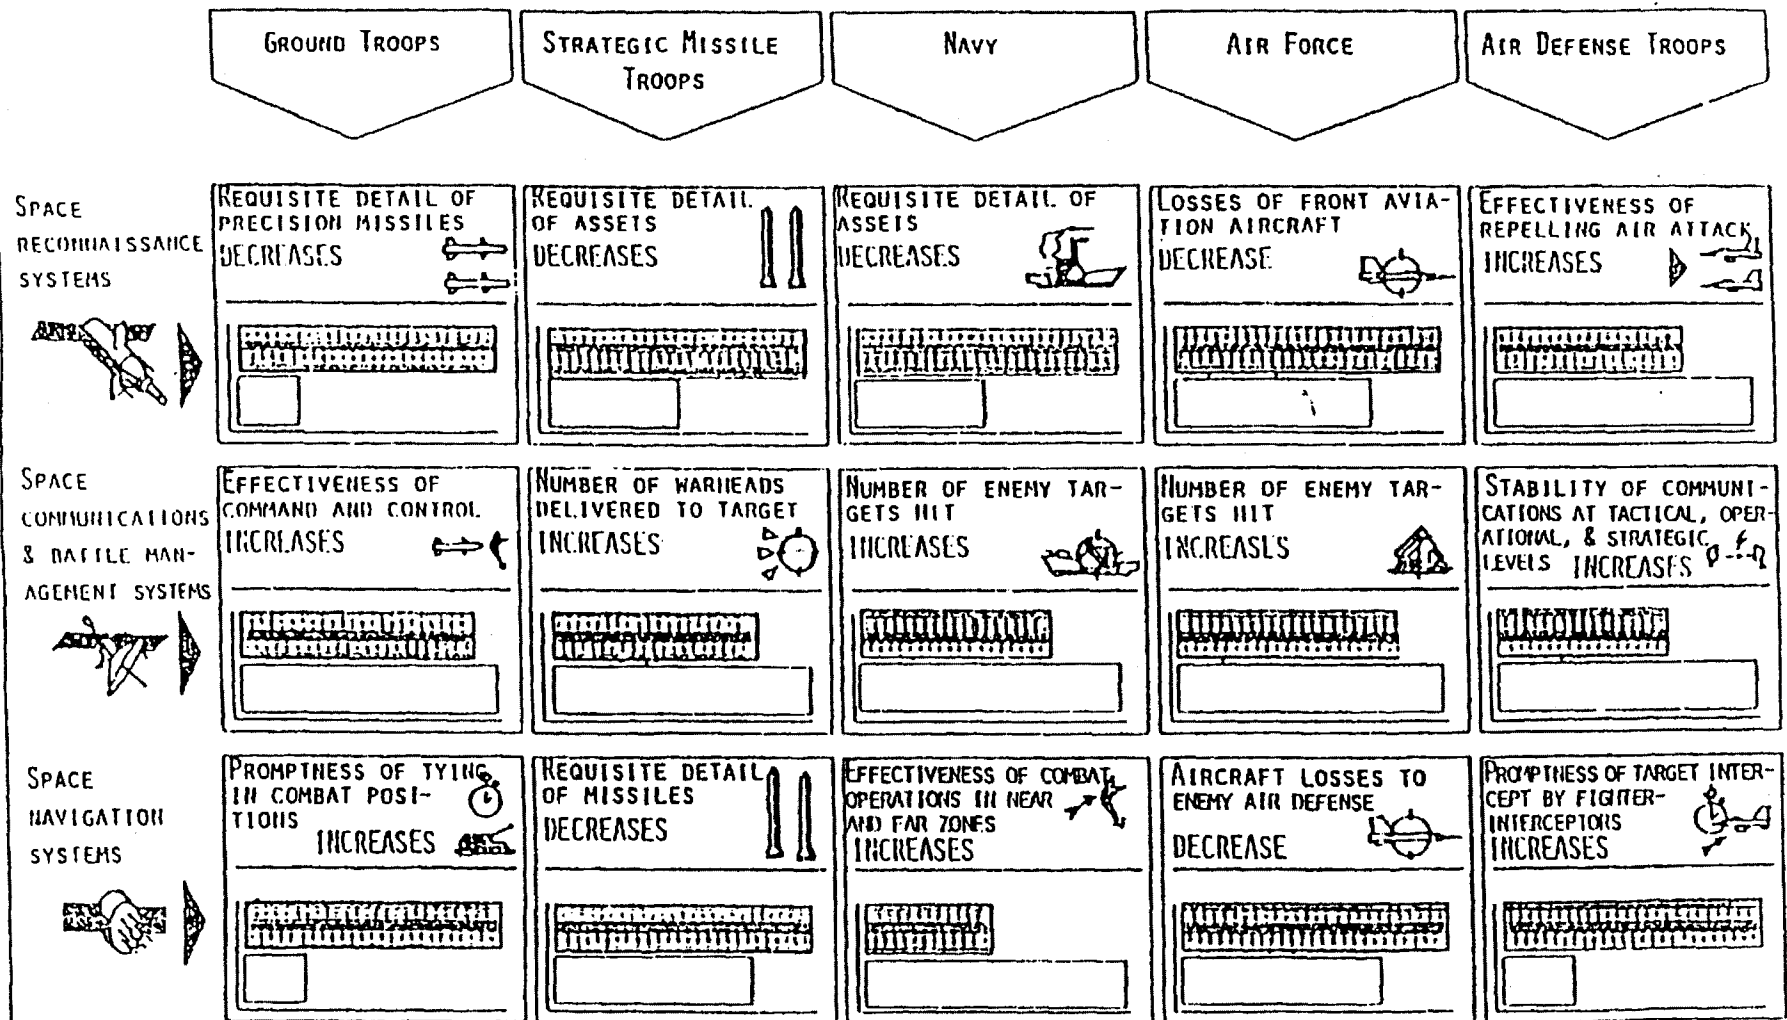 GROUND TROOPS
STRATEGIC MISSILE
TROOPS
NAVY
AIR FORCE
AIR DEFENSE TROOPS
SPACE
RECONNAISSANCE
SYSTEMS
REQUISITE DETAIL OF
PRECISION MISSILES
DECREASES
REQUISITE DETAIL
OF ASSETS
DECREASES
REQUISITE DETAIL OF
ASSETS
DECREASES
LOSSES OF FRONT AVIA-
TION AIRCRAFT
DECREASE
EFFECTIVENESS OF
REPELLING AIR ATTACK
INCREASES
SPACE
COMMUNICATIONS
& BATTLE MAN-
AGEMENT SYSTEMS
EFFECTIVENESS OF
COMMAND AND CONTROL
INCREASES
NUMBER OF WARHEADS
DELIVERED TO TARGET
INCREASES
NUMBER OF ENEMY TAR-
GETS HIT
INCREASES
NUMBER OF ENEMY TAR-
GETS HIT
INCREASES
STABILITY OF COMMUNI-
CATIONS AT TACTICAL, OPER-
ATIONAL, & STRATEGIC
LEVELS INCREASES
SPACE
NAVIGATION
SYSTEMS
PROMPTNESS OF TYING
IN COMBAT POSI-
TIONS
INCREASES
REQUISITE DETAIL
OF MISSILES
DECREASES
EFFECTIVENESS OF COMBAT
OPERATIONS IN NEAR
AND FAR ZONES
INCREASES
AIRCRAFT LOSSES TO
ENEMY AIR DEFENSE
DECREASE
PROMPTNESS OF TARGET INTER-
CEPT BY FIGHTER-
INTERCEPTORS
INCREASES